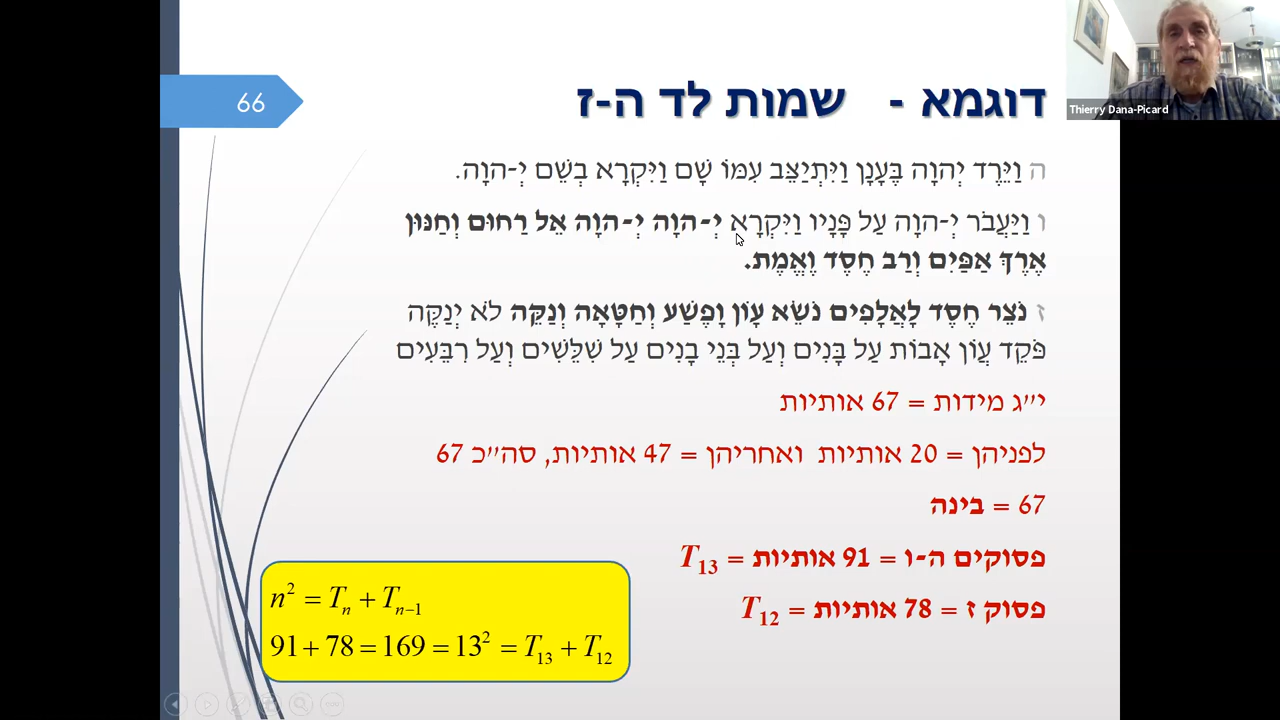 Thierry Dana-Picard
66
דוגמא - שמות לד ה-ז
ה וַיֵּרֶד יְהוָה בֶּעָנָן וַיִּתְיַצֵּב עִמּוֹ שָׁם וַיִּקְרָא בְשֵׁם יְ-הוָה.
ו וַיַּעֲבֹר יְ-הוָה עַל פָּנָיו וַיִּקְרָא יְ-הוָה יְ-הוָה אֵל רַחוּם וְחַנּוּן
אֶרֶךְ אַפַּיִם וְרַב חֶסֶד וֶאֱמֶת.
ז נֹצֵר חֶסֶד לָאֲלָפִים נֹשֵׂא עָוֹן וָפֶשַׁע וְחַטָּאָה וְנַקֵּה לֹא יְנַקֶּה
פֹּקֵד עֲוֹן אָבוֹת עַל בָּנִים וְעַל בְּנֵי בָנִים עַל שִׁלֵּשִׁים וְעַל רִבֵּעִים
י״ג מידות = 67 אותיות
לפניהן = 20 אותיות ואחריהן = 47 אותיות, סה״כ 67
67 = בינה
פסוקים ה-ו = 91 אותיות = T₁₃
פסוק ז = 78 אותיות = T₁₂
n² = Tₙ + Tₙ₋₁
91 + 78 = 169 = 13² = T₁₃ + T₁₂